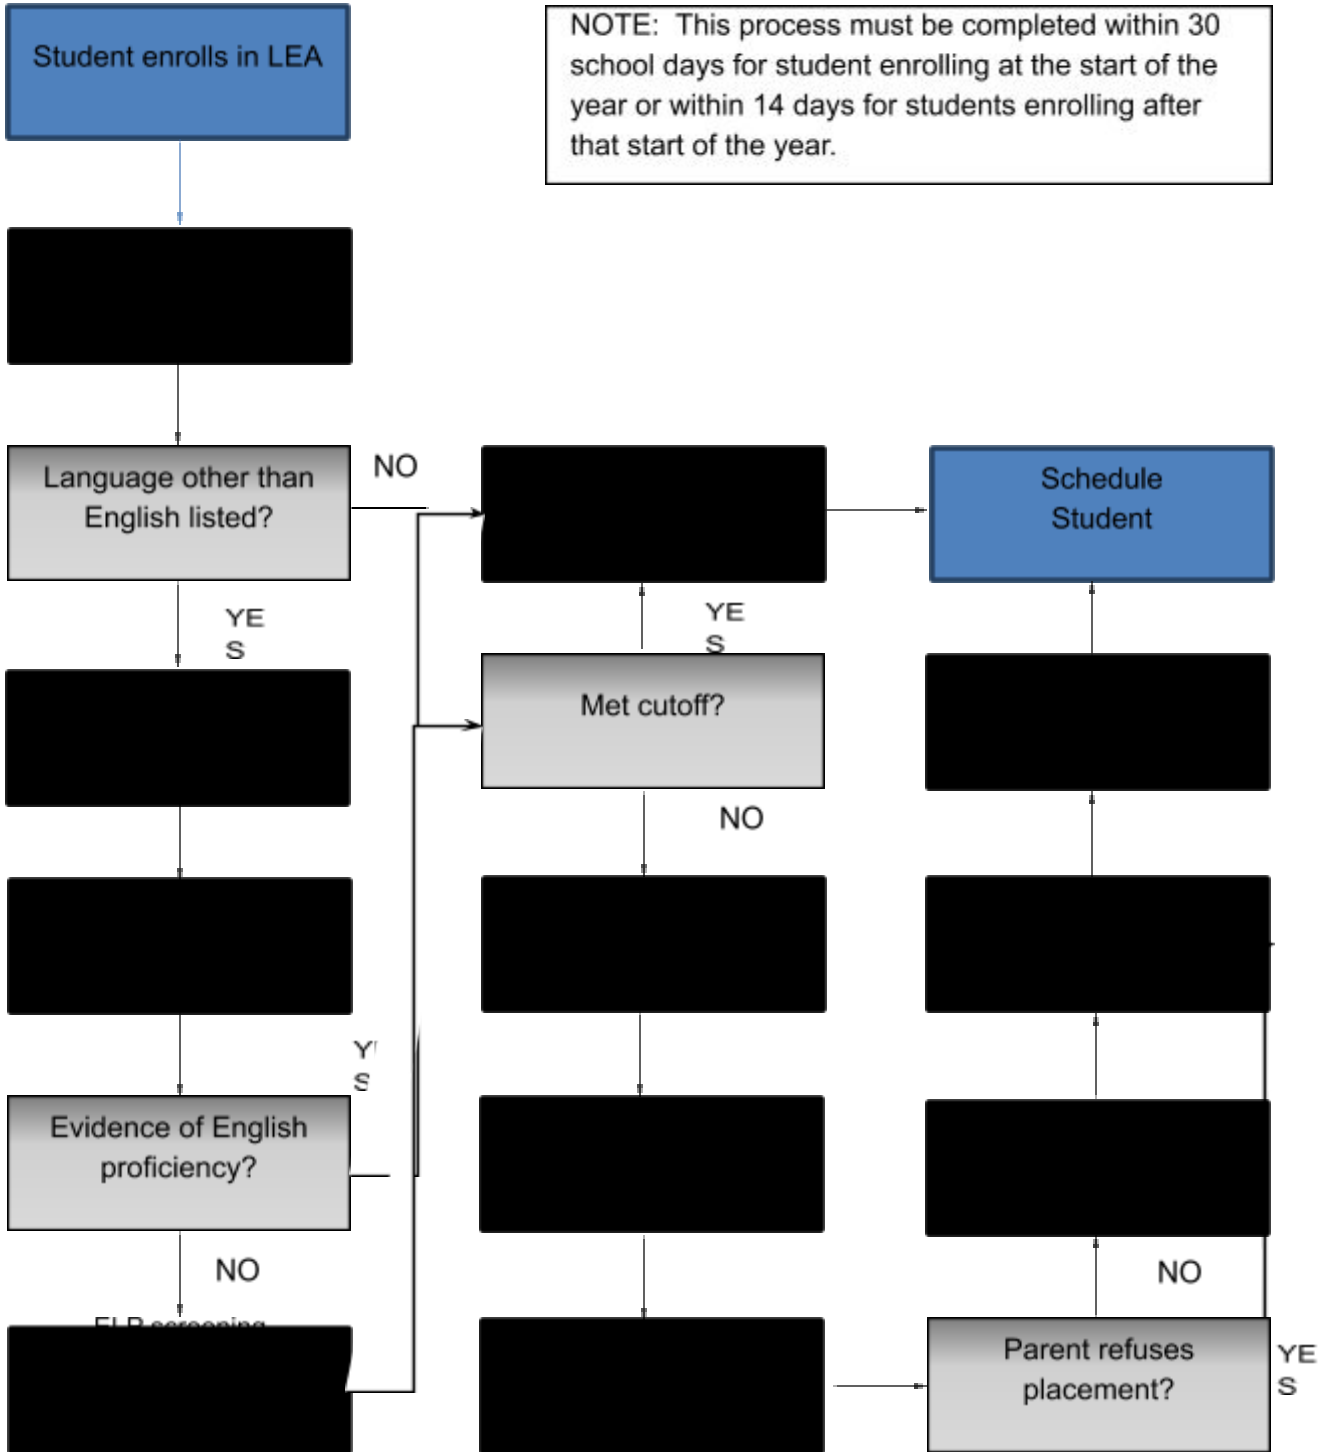 Student enrolls in LEA
NOTE: This process must be completed within 30
school days for student enrolling at the start of the
year or within 14 days for students enrolling after
that start of the year.
Language other than
English listed?
NO
Schedule
Student
YE
S
YE
S
Met cutoff?
NO
Y
S
Evidence of English
proficiency?
NO
NO
ELP screening
Parent refuses
placement?
YE
S